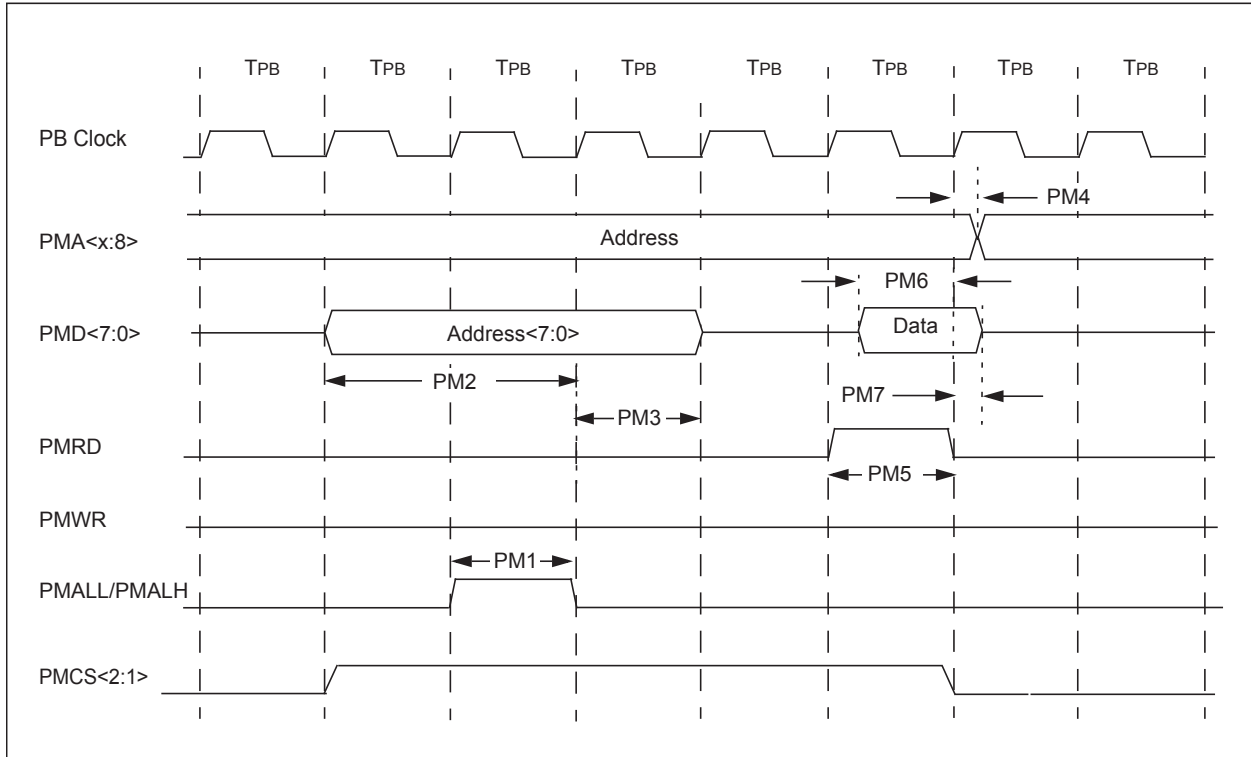 TPB TPB TPB TPB TPB TPB TPB TPB
PB Clock
PM4
PMA<x:8>
Address
PM6
PMD<7:0>
Address<7:0>
Data
PM2
PM7
PM3
PMRD
PM5
PMWR
PM1
PMALL/PMALH
PMCS<2:1>